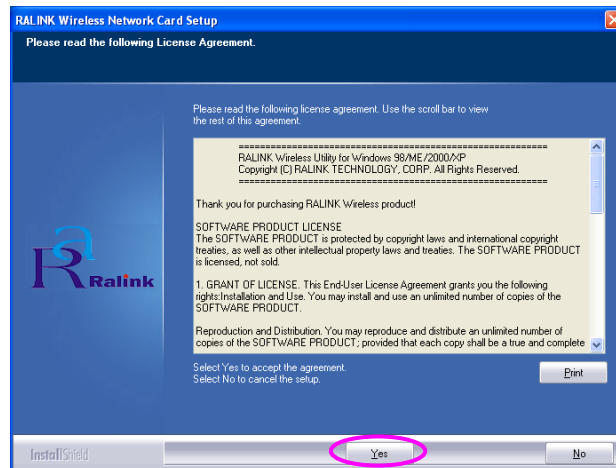 RALINK Wireless Network Card Setup
Please read the following License Agreement.
Please read the following license agreement. Use the scroll bar to view
the rest of this agreement.
============================================================
RALINK Wireless Utility for Windows 98/ME/2000/XP
Copyright (C) RALINK TECHNOLOGY, CORP. All Rights Reserved.
============================================================
Thank you for purchasing RALINK Wireless product!
SOFTWARE PRODUCT LICENSE
The SOFTWARE PRODUCT is protected by copyright laws and international copyright
treaties, as well as other intellectual property laws and treaties. The SOFTWARE PRODUCT
is licensed, not sold.
1. GRANT OF LICENSE. This End-User License Agreement grants you the following
rights:Installation and Use. You may install and use an unlimited number of copies of the
SOFTWARE PRODUCT.
Reproduction and Distribution. You may reproduce and distribute an unlimited number of
copies of the SOFTWARE PRODUCT; provided that each copy shall be a true and complete
Ralink
Select Yes to accept the agreement.
Select No to cancel the setup.
Print
InstallShield
Yes
No